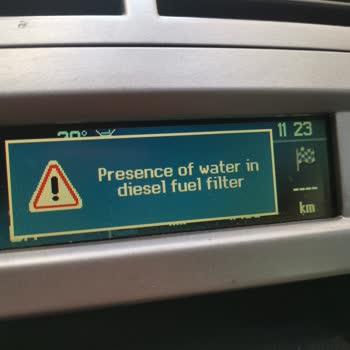 11 23
Presence of water in
diesel fuel filter
----
km